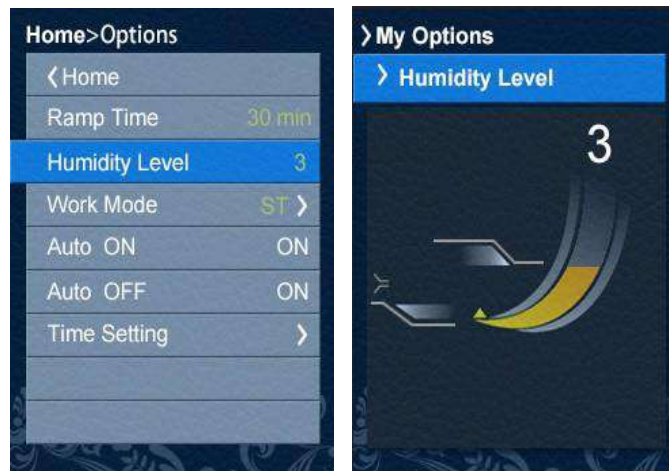 Home>Options
< Home
Ramp Time 30 min
Humidity Level 3
Work Mode ST >
Auto ON ON
Auto OFF ON
Time Setting >
> My Options
> Humidity Level
3